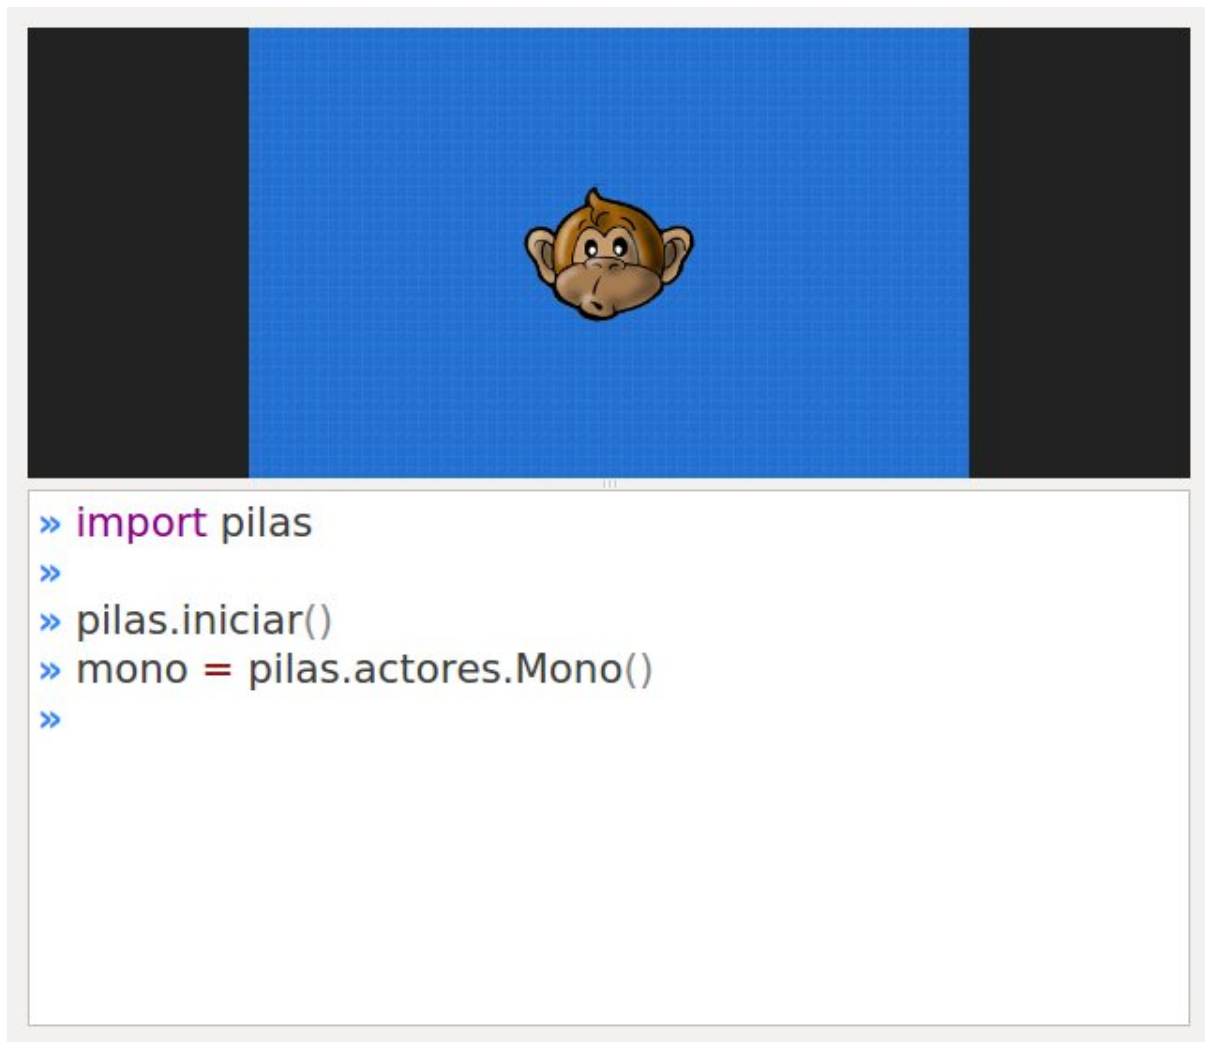 » import pilas
»
» pilas.iniciar()
» mono = pilas.actores.Mono()
»